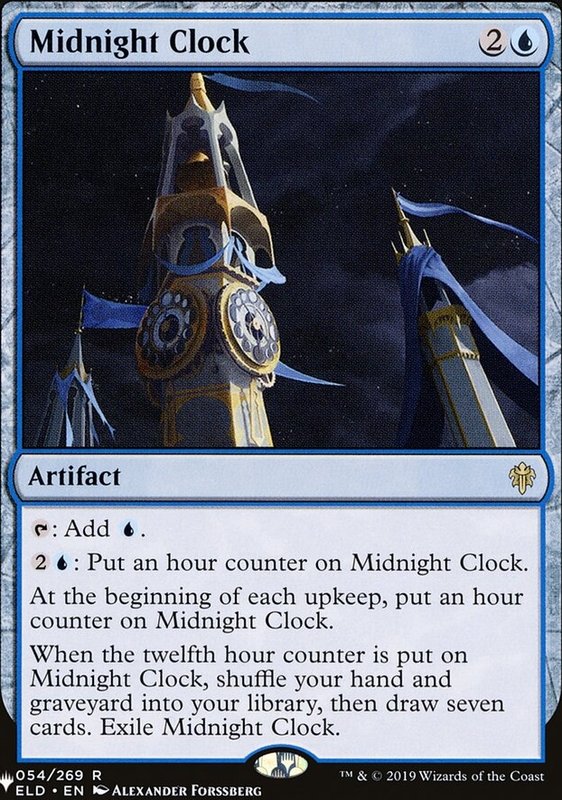 Midnight Clock 2
Artifact
: Add .
2 : Put an hour counter on Midnight Clock.
At the beginning of each upkeep, put an hour
counter on Midnight Clock.
When the twelfth hour counter is put on
Midnight Clock, shuffle your hand and
graveyard into your library, then draw seven
cards. Exile Midnight Clock.
054/269 R
ELD • EN Alexander Forssberg
™ & © 2019 Wizards of the Coast